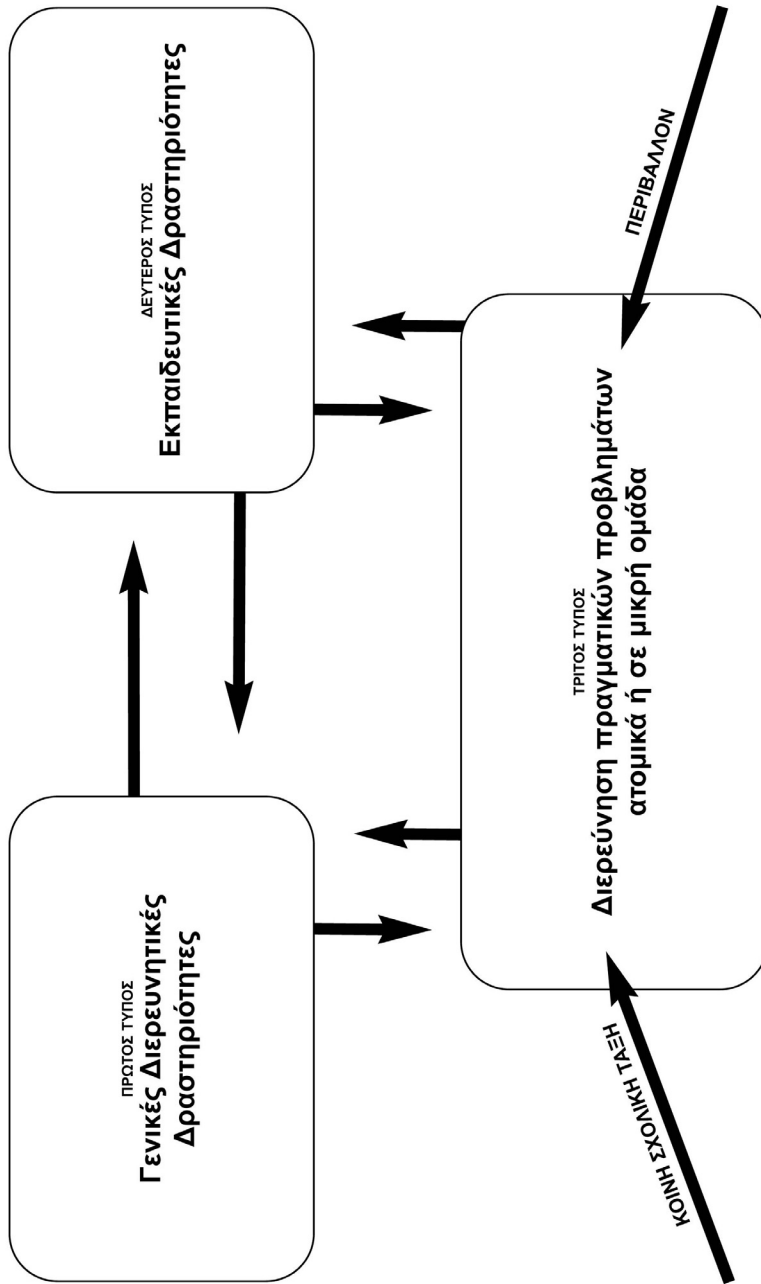 ΠΡΩΤΟΣ ΤΥΠΟΣ
Γενικές Διερευνητικές
Δραστηριότητες
ΔΕΥΤΕΡΟΣ ΤΥΠΟΣ
Εκπαιδευτικές Δραστηριότητες
ΤΡΙΤΟΣ ΤΥΠΟΣ
Διερεύνηση πραγματικών προβλημάτων
ατομικά ή σε μικρή ομάδα
ΚΟΙΝΗ ΣΧΟΛΙΚΗ ΤΑΞΗ
ΠΕΡΙΒΑΛΛΟΝ